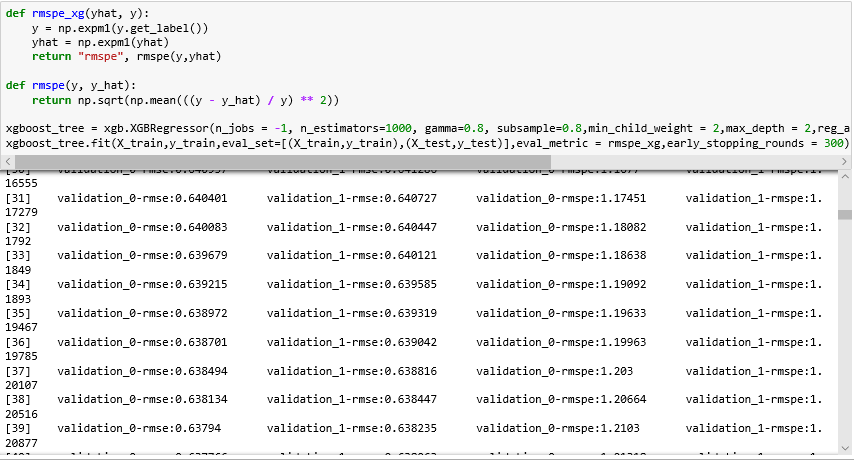 def rmspe_xg(yhat, y):
    y = np.expm1(y.get_label())
    yhat = np.expm1(yhat)
    return "rmspe", rmspe(y,yhat)

def rmspe(y, y_hat):
    return np.sqrt(np.mean(((y - y_hat) / y) ** 2))

xgboost_tree = xgb.XGBRegressor(n_jobs = -1, n_estimators=1000, gamma=0.8, subsample=0.8,min_child_weight = 2,max_depth = 2,reg_a
xgboost_tree.fit(X_train,y_train,eval_set=[(X_train,y_train),(X_test,y_test)],eval_metric = rmspe_xg,early_stopping_rounds = 300)
16555
[31]	validation_0-rmse:0.640401	validation_1-rmse:0.640727	validation_0-rmspe:1.17451	validation_1-rmspe:1.
17279
[32]	validation_0-rmse:0.640083	validation_1-rmse:0.640447	validation_0-rmspe:1.18082	validation_1-rmspe:1.
1792
[33]	validation_0-rmse:0.639679	validation_1-rmse:0.640121	validation_0-rmspe:1.18638	validation_1-rmspe:1.
1849
[34]	validation_0-rmse:0.639215	validation_1-rmse:0.639585	validation_0-rmspe:1.19092	validation_1-rmspe:1.
1893
[35]	validation_0-rmse:0.638972	validation_1-rmse:0.639319	validation_0-rmspe:1.19633	validation_1-rmspe:1.
19467
[36]	validation_0-rmse:0.638701	validation_1-rmse:0.639042	validation_0-rmspe:1.19963	validation_1-rmspe:1.
19785
[37]	validation_0-rmse:0.638494	validation_1-rmse:0.638816	validation_0-rmspe:1.203	validation_1-rmspe:1.
20107
[38]	validation_0-rmse:0.638134	validation_1-rmse:0.638447	validation_0-rmspe:1.20664	validation_1-rmspe:1.
20516
[39]	validation_0-rmse:0.63794	validation_1-rmse:0.638235	validation_0-rmspe:1.2103	validation_1-rmspe:1.
20877